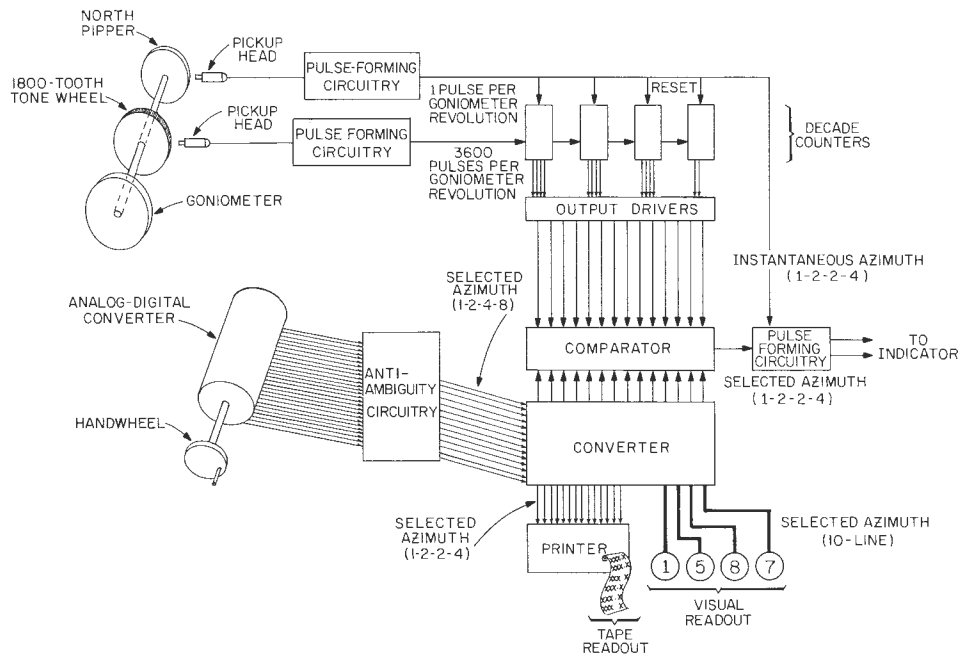 NORTH
PIPPER
PICKUP
HEAD
PULSE-FORMING
CIRCUITRY
1800-TOOTH
TONE WHEEL
PICKUP
HEAD
PULSE FORMING
CIRCUITRY
1 PULSE PER
GONIOMETER
REVOLUTION
RESET
3600
PULSES PER
GONIOMETER
REVOLUTION
DECADE
COUNTERS
GONIOMETER
OUTPUT DRIVERS
INSTANTANEOUS AZIMUTH
(1-2-2-4)
SELECTED
AZIMUTH
(1-2-4-8)
ANALOG-DIGITAL
CONVERTER
ANTI-
AMBIGUITY
CIRCUITRY
COMPARATOR
PULSE
FORMING
CIRCUITRY
TO
INDICATOR
SELECTED AZIMUTH
(1-2-2-4)
HANDWHEEL
CONVERTER
SELECTED
AZIMUTH
(1-2-2-4)
SELECTED AZIMUTH
(10-LINE)
PRINTER
1 5 8 7
VISUAL
READOUT
TAPE
READOUT